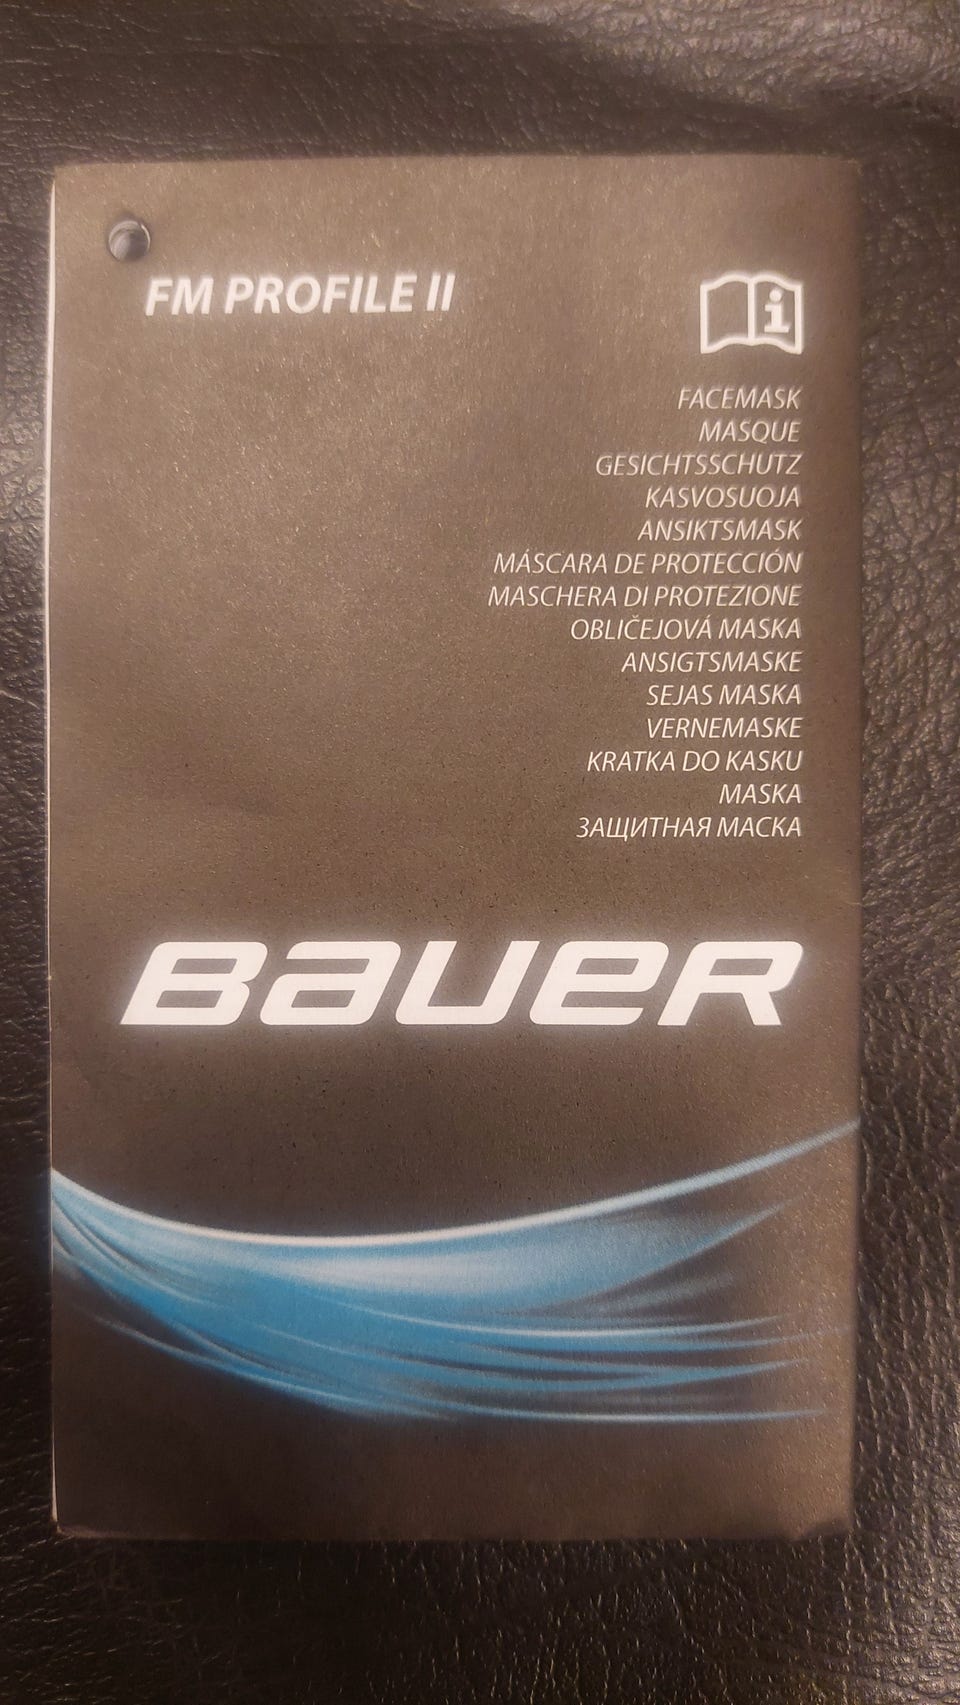 FM PROFILE II
i
FACEMASK
MASQUE
GESICHTSSCHUTZ
KASVOSUOJA
ANSIKTSMASK
MÁSCARA DE PROTECCIÓN
MASCHERA DI PROTEZIONE
OBLIČEJOVÁ MASKA
ANSIGTSMASKE
SEJAS MASKA
VERNEMASKE
KRATKA DO KASKU
MASKA
ЗАЩИТНАЯ МАСКА
BAUER